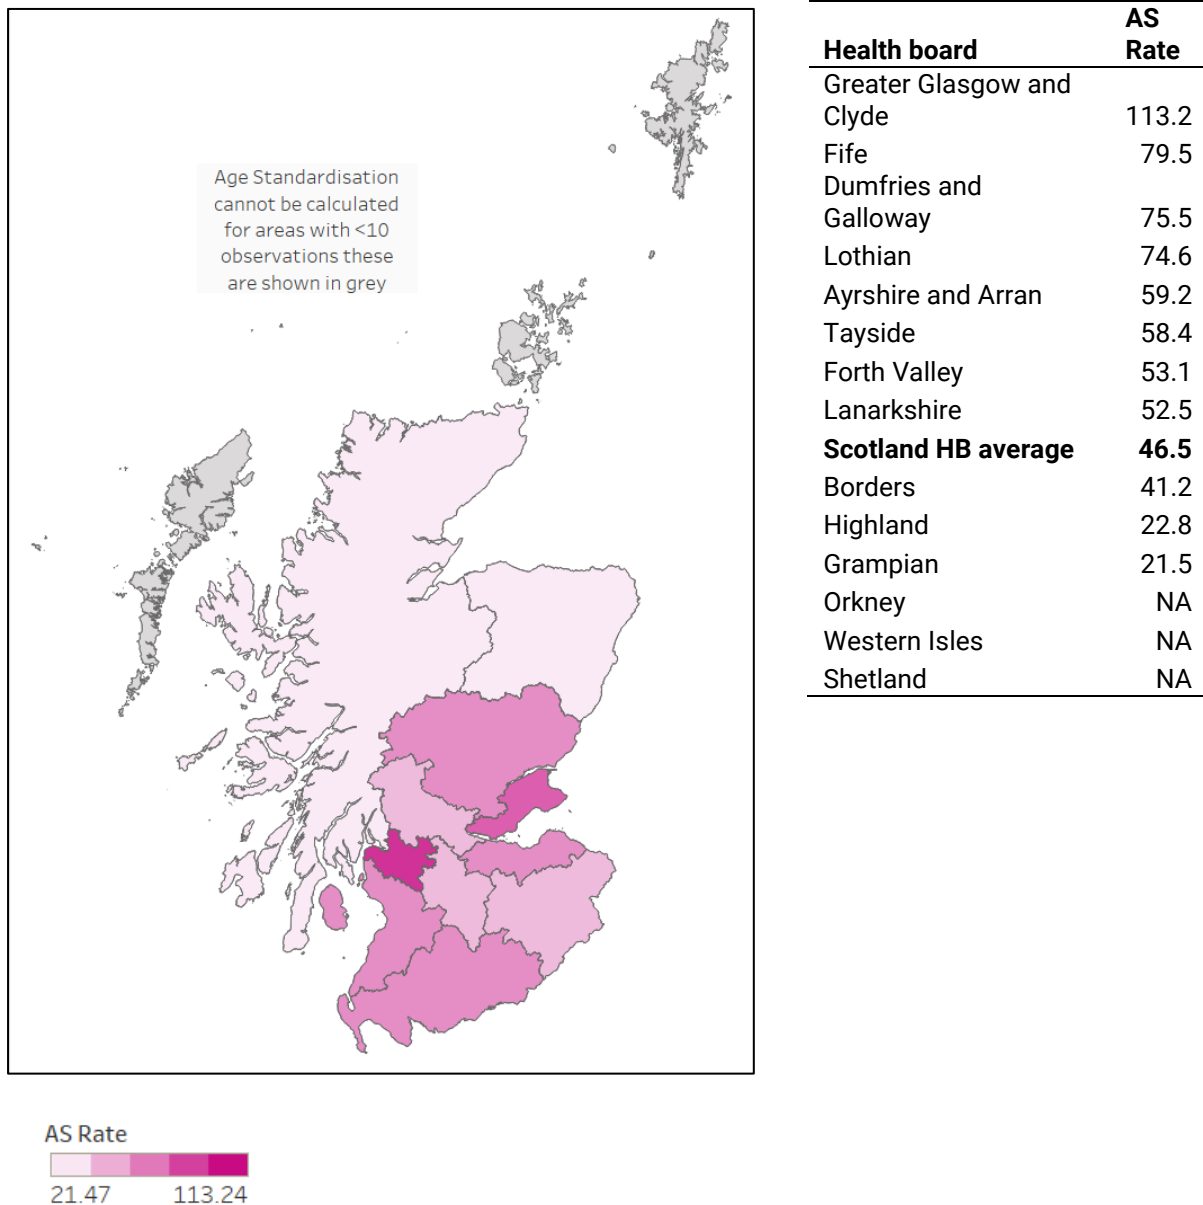 Age Standardisation
cannot be calculated
for areas with <10
observations these
are shown in grey
AS Rate
21.47 113.24
Health board AS Rate
Greater Glasgow and
Clyde 113.2
Fife 79.5
Dumfries and
Galloway 75.5
Lothian 74.6
Ayrshire and Arran 59.2
Tayside 58.4
Forth Valley 53.1
Lanarkshire 52.5
Scotland HB average 46.5
Borders 41.2
Highland 22.8
Grampian 21.5
Orkney NA
Western Isles NA
Shetland NA